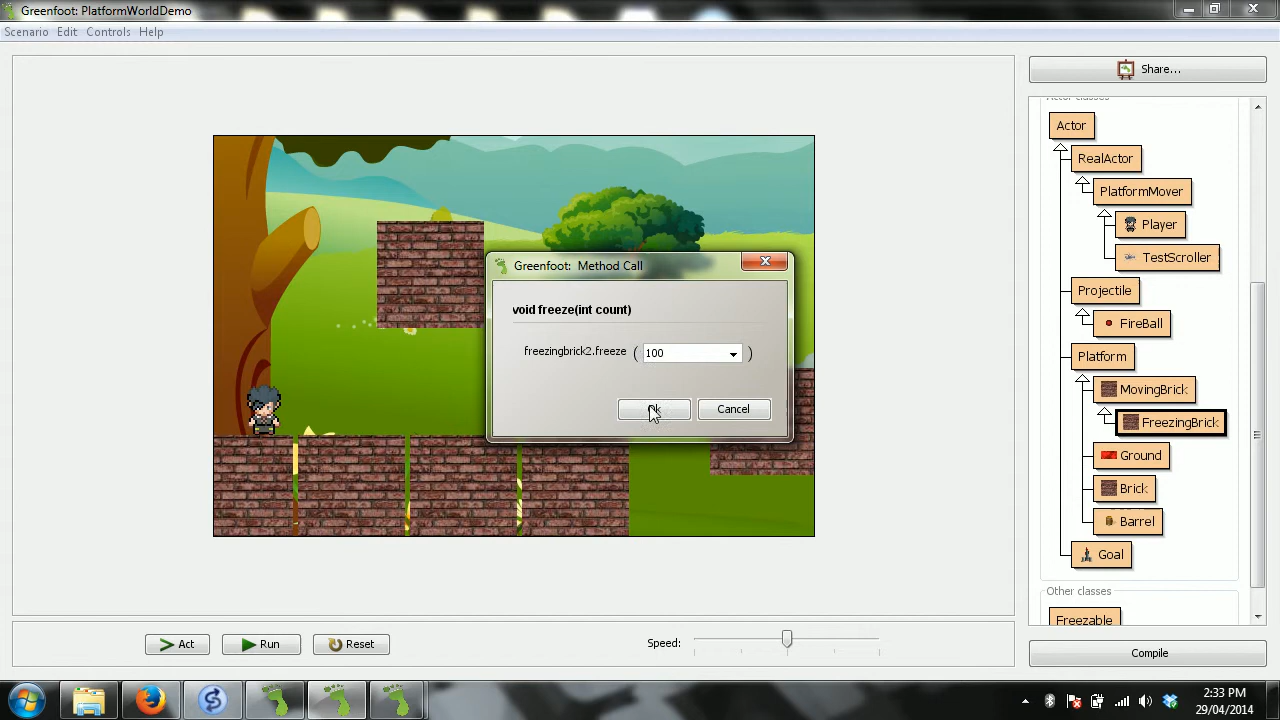 Greenfoot: PlatformWorldDemo
Scenario Edit Controls Help
Share...
Actor classes
Actor
RealActor
PlatformMover
Player
TestScroller
Projectile
FireBall
Platform
MovingBrick
FreezingBrick
Ground
Brick
Barrel
Goal
Other classes
Freezable
Greenfoot: Method Call
void freeze(int count)
freezingbrick2.freeze ( 100 )
Ok Cancel
Act Run Reset Speed:
Compile
2:33 PM
29/04/2014